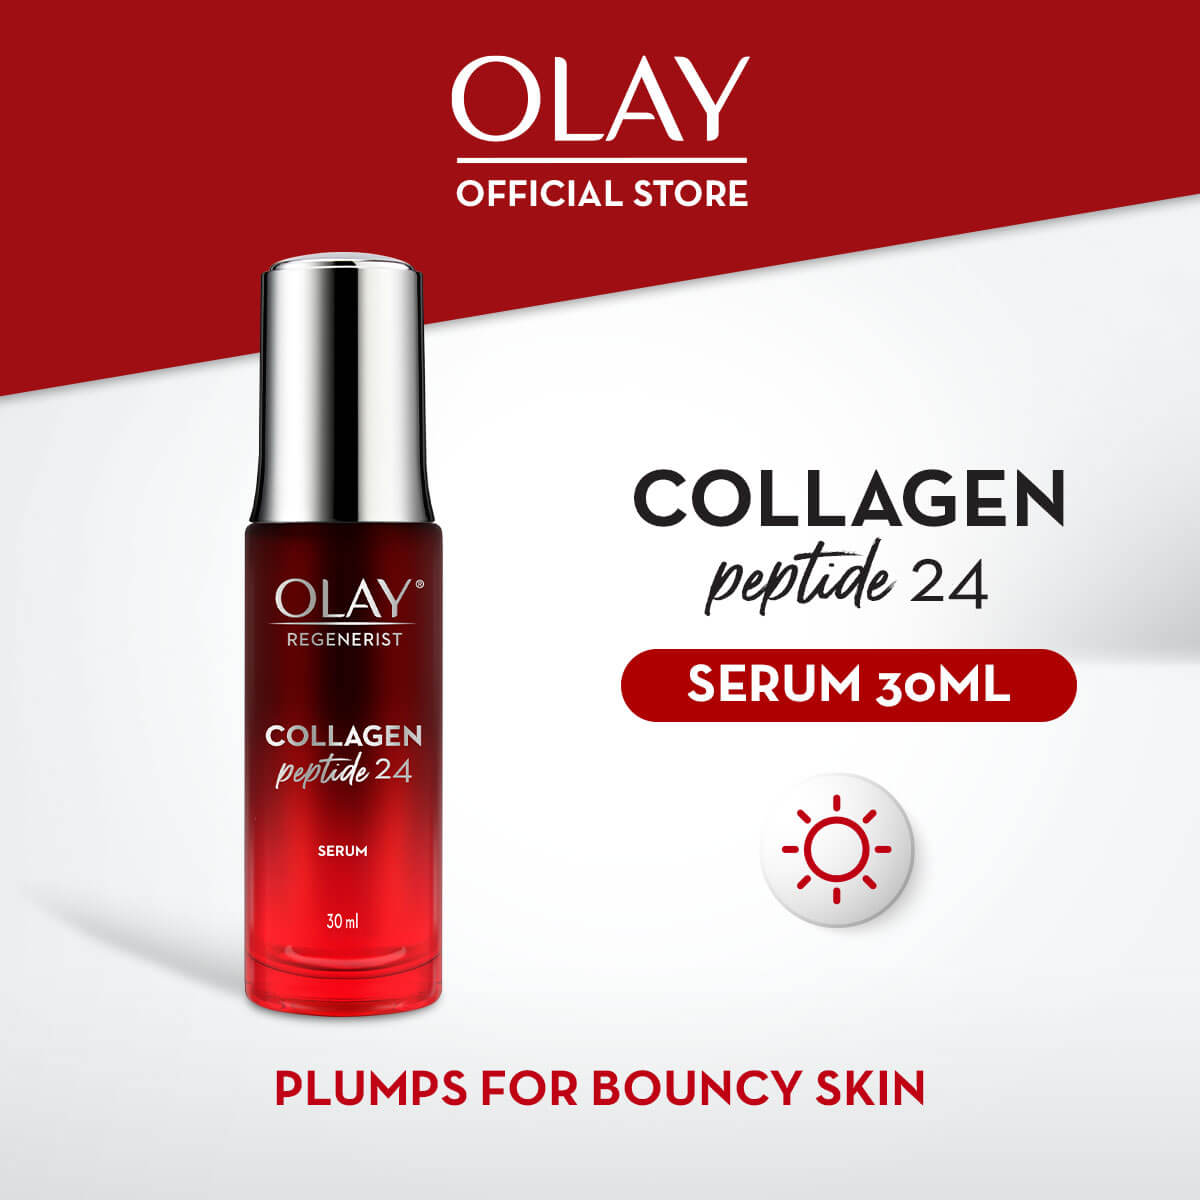 OLAY
OFFICIAL STORE
OLAY®
REGENERIST
COLLAGEN
peptide 24
SERUM
30 ml
COLLAGEN
peptide 24
SERUM 30ML
PLUMPS FOR BOUNCY SKIN